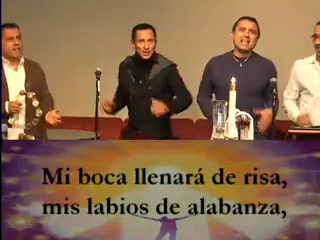 Mi boca llenará de risa,
mis labios de alabanza,